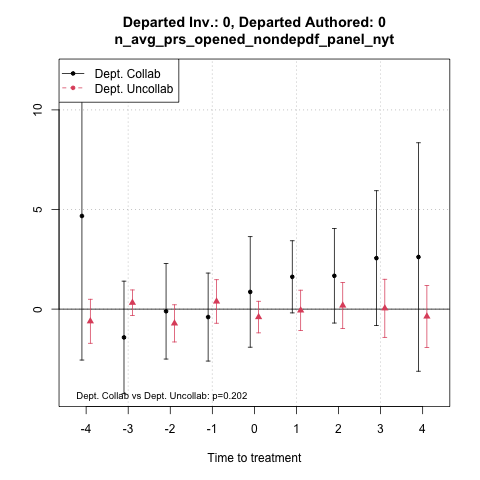 Departed Inv.: 0, Departed Authored: 0
n_avg_prs_opened_nondepdf_panel_nyt
Dept. Collab
Dept. Uncollab
10
5
0
Dept. Collab vs Dept. Uncollab: p=0.202
-4 -3 -2 -1 0 1 2 3 4
Time to treatment